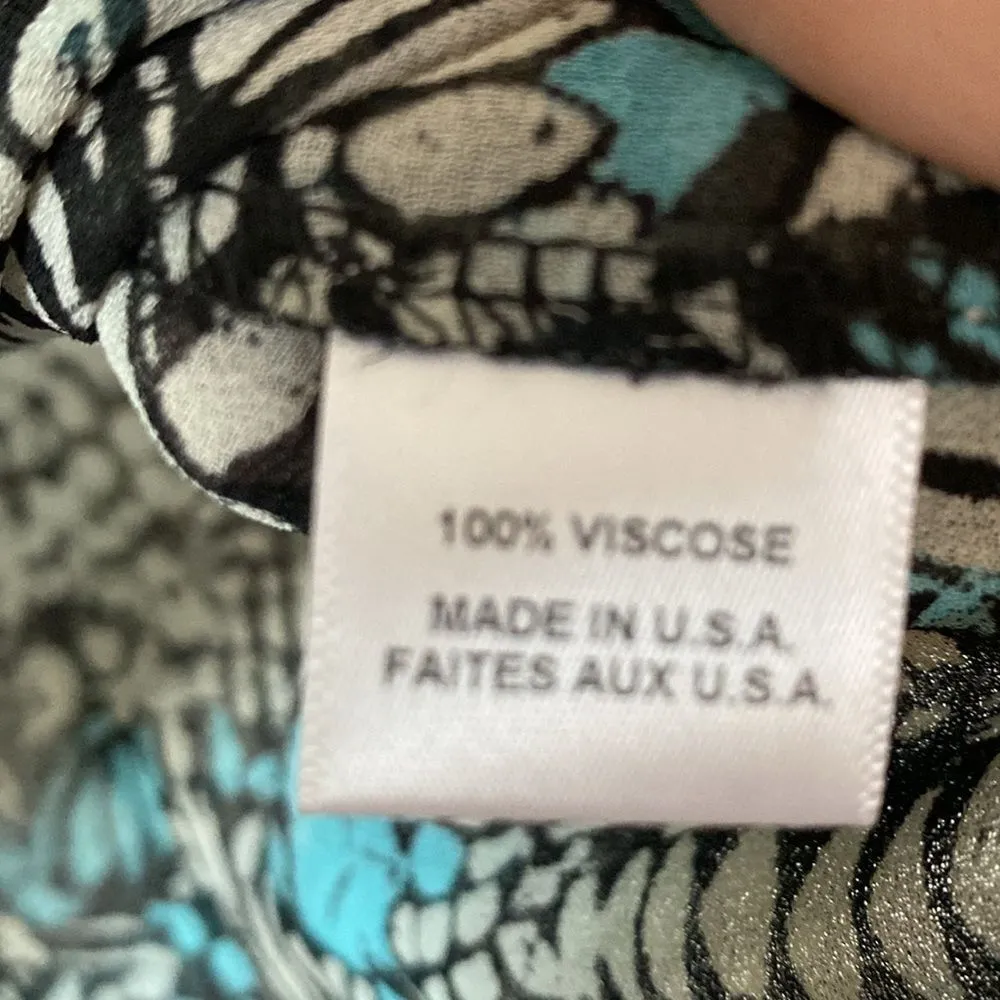 100% VISCOSE
MADE IN U.S.A.
FAITES AUX U.S.A.